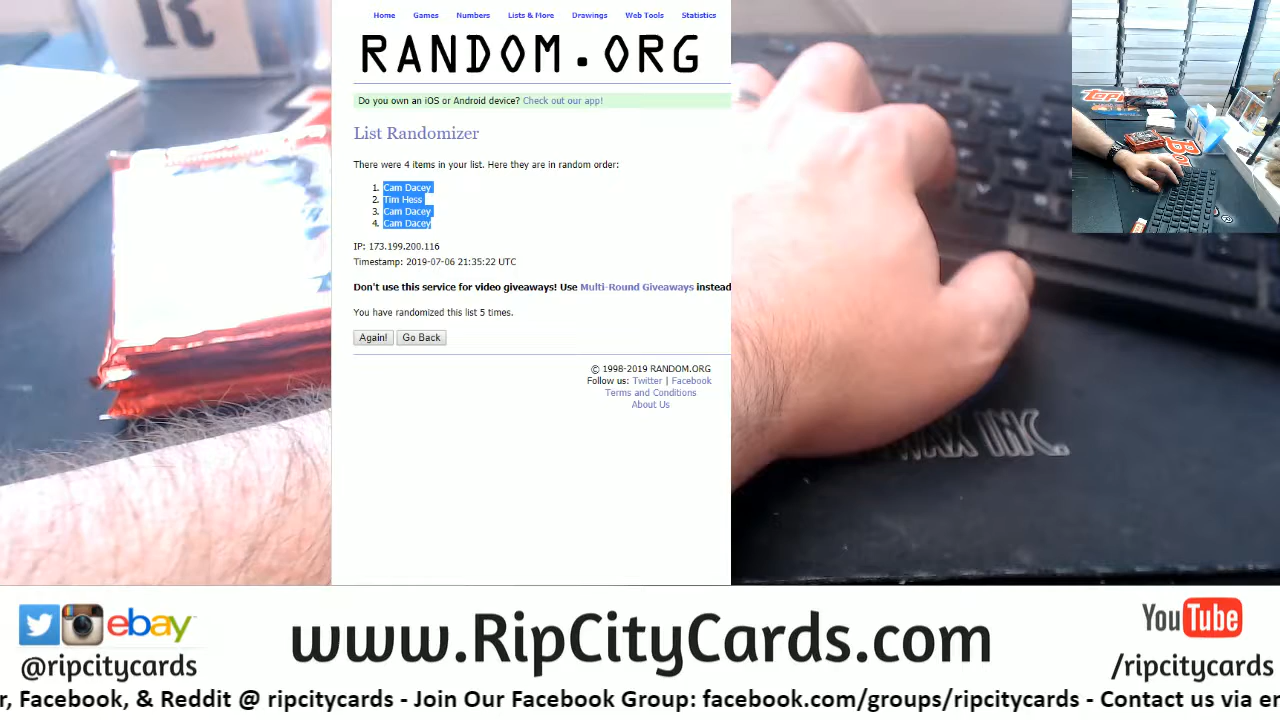 Home Games Numbers Lists & More Drawings Web Tools Statistics
RANDOM.ORG
Do you own an iOS or Android device? Check out our app!
List Randomizer
There were 4 items in your list. Here they are in random order:
1. Cam Dacey
2. Tim Hess
3. Cam Dacey
4. Cam Dacey
IP: 173.199.200.116
Timestamp: 2019-07-06 21:35:22 UTC
Don't use this service for video giveaways! Use Multi-Round Giveaways instead
You have randomized this list 5 times.
Again! Go Back
© 1998-2019 RANDOM.ORG
Follow us: Twitter | Facebook
Terms and Conditions
About Us
WAX INC.
ebay
@ripcitycards
www.RipCityCards.com
YouTube
/ripcitycards
r, Facebook, & Reddit @ ripcitycards - Join Our Facebook Group: facebook.com/groups/ripcitycards - Contact us via em